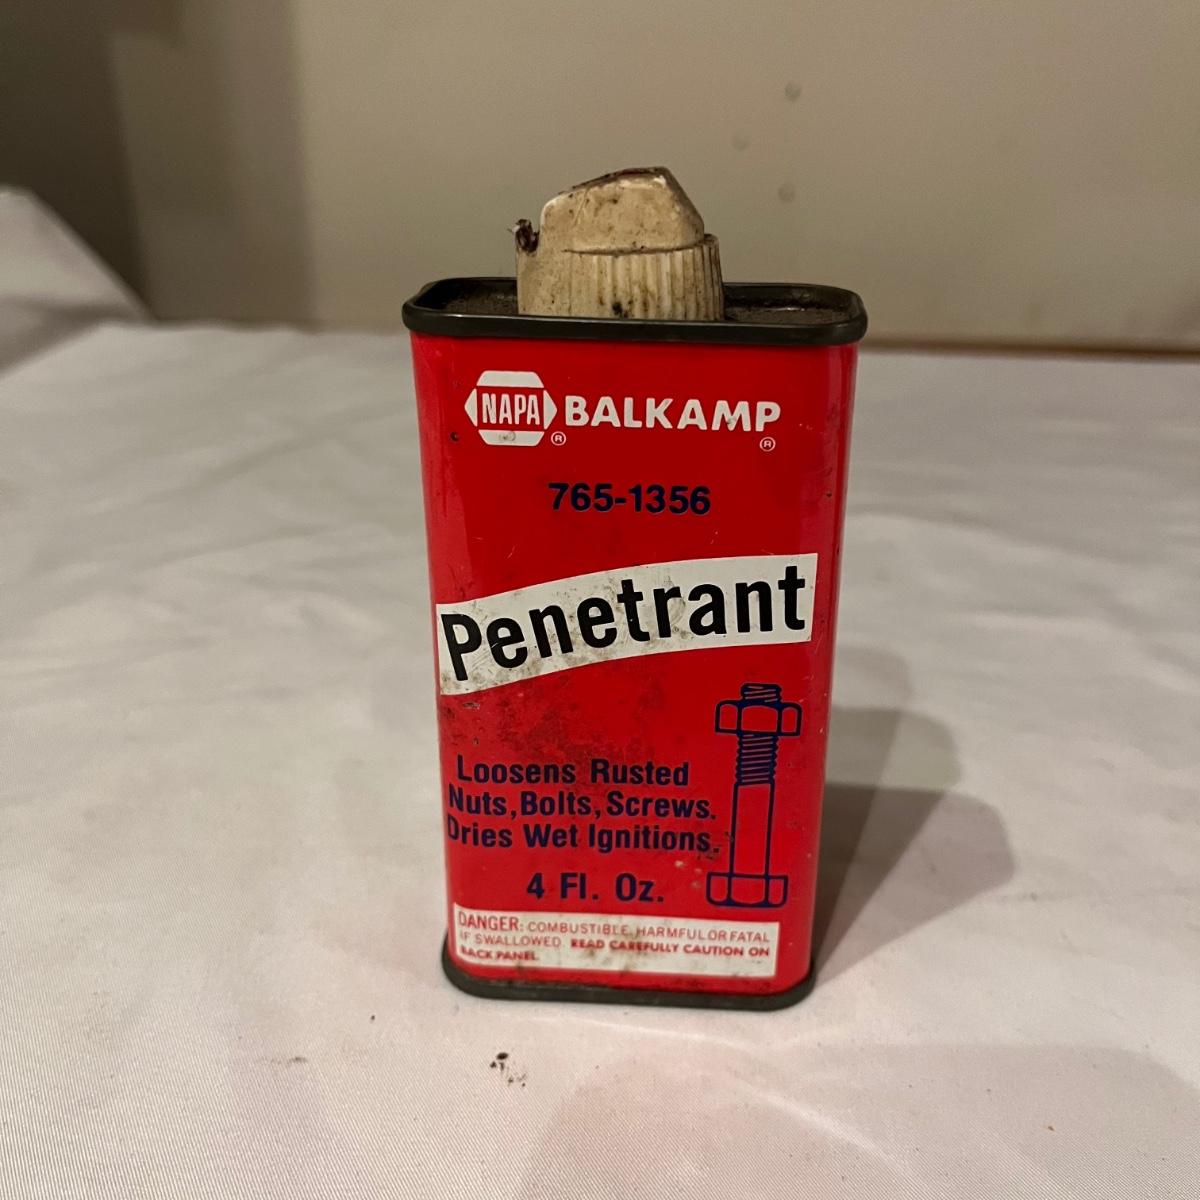 NAPA ® BALKAMP ®
765-1356
Penetrant
Loosens Rusted
Nuts, Bolts, Screws.
Dries Wet Ignitions.
4 Fl. Oz.
DANGER: COMBUSTIBLE. HARMFUL OR FATAL
IF SWALLOWED. READ CAREFULLY CAUTION ON
BACK PANEL.